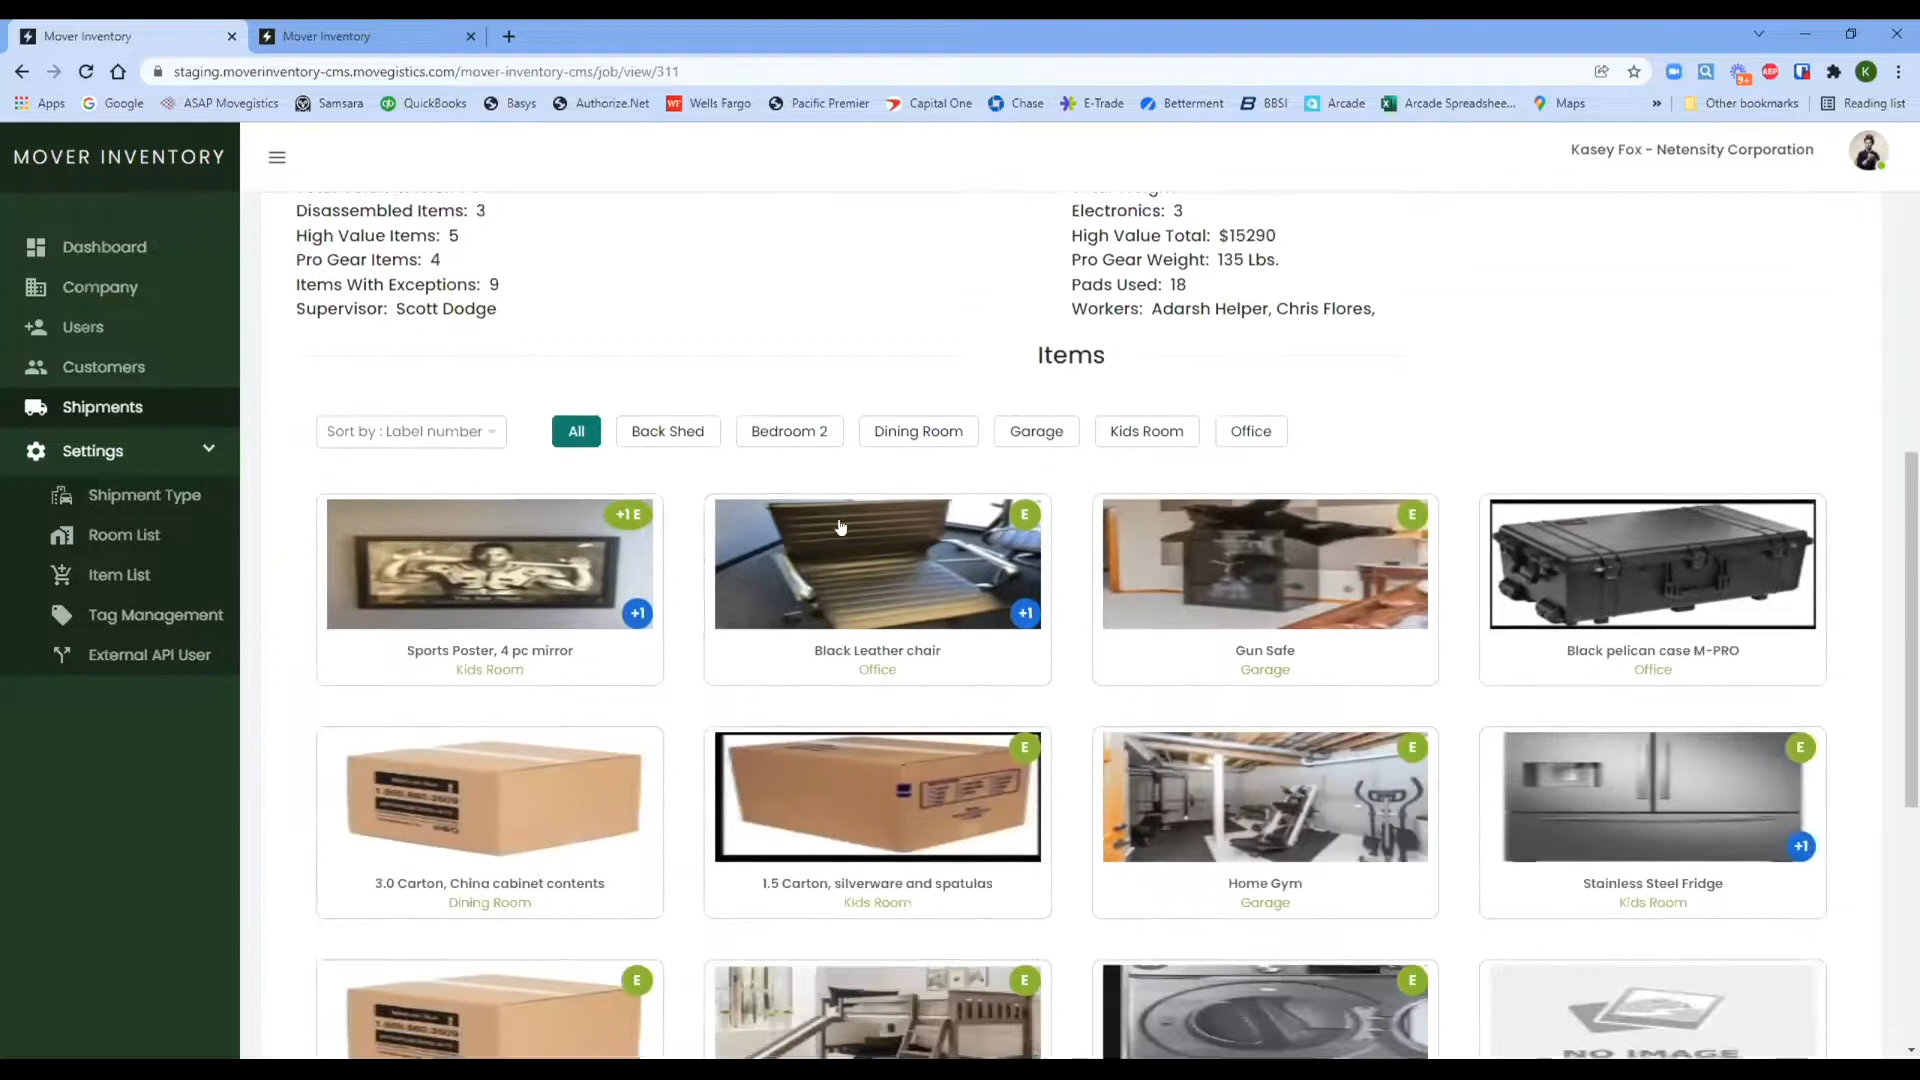 Mover Inventory
Mover Inventory
staging.moverinventory-cms.movegistics.com/mover-inventory-cms/job/view/311
9+
ABP
K
Apps
Google
ASAP Movegistics
Samsara
QuickBooks
Basys
Authorize.Net
Wells Fargo
Pacific Premier
Capital One
Chase
E-Trade
Betterment
BBSI
Arcade
Arcade Spreadshee...
Maps
»
Other bookmarks
Reading list
MOVER INVENTORY
Kasey Fox - Netensity Corporation
Dashboard
Company
Users
Customers
Shipments
Settings
Shipment Type
Room List
Item List
Tag Management
External API User
Disassembled Items: 3
High Value Items: 5
Pro Gear Items: 4
Items With Exceptions: 9
Supervisor: Scott Dodge
Electronics: 3
High Value Total: $15290
Pro Gear Weight: 135 Lbs.
Pads Used: 18
Workers: Adarsh Helper, Chris Flores,
Items
Sort by : Label number
All
Back Shed
Bedroom 2
Dining Room
Garage
Kids Room
Office
+1 E
+1
Sports Poster, 4 pc mirror
Kids Room
E
+1
Black Leather chair
Office
E
Gun Safe
Garage
Black pelican case M-PRO
Office
3.0 Carton, China cabinet contents
Dining Room
E
1.5 Carton, silverware and spatulas
Kids Room
E
Home Gym
Garage
E
+1
Stainless Steel Fridge
Kids Room
E
E
E
NO IMAGE